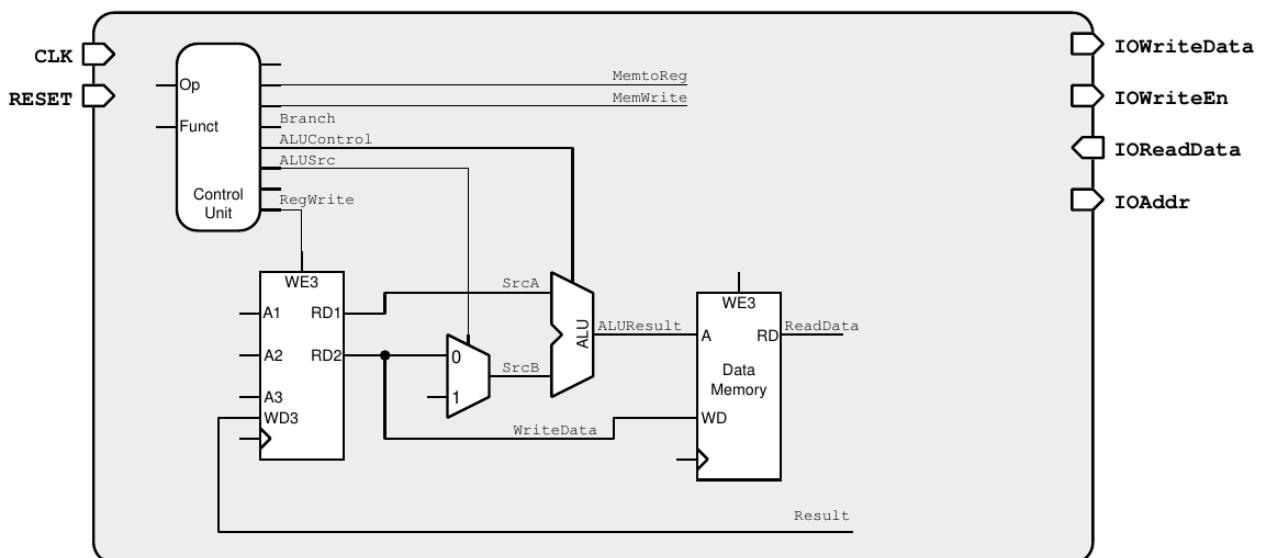 CLK
RESET
IOWriteData
IOWriteEn
IOReadData
IOAddr
Op
Funct
Control
Unit
MemtoReg
MemWrite
Branch
ALUControl
ALUSrc
RegWrite
WE3
A1
RD1
A2
RD2
A3
WD3
0
1
SrcA
SrcB
ALU
ALUResult
WriteData
WE3
A
RD
ReadData
Data
Memory
WD
Result